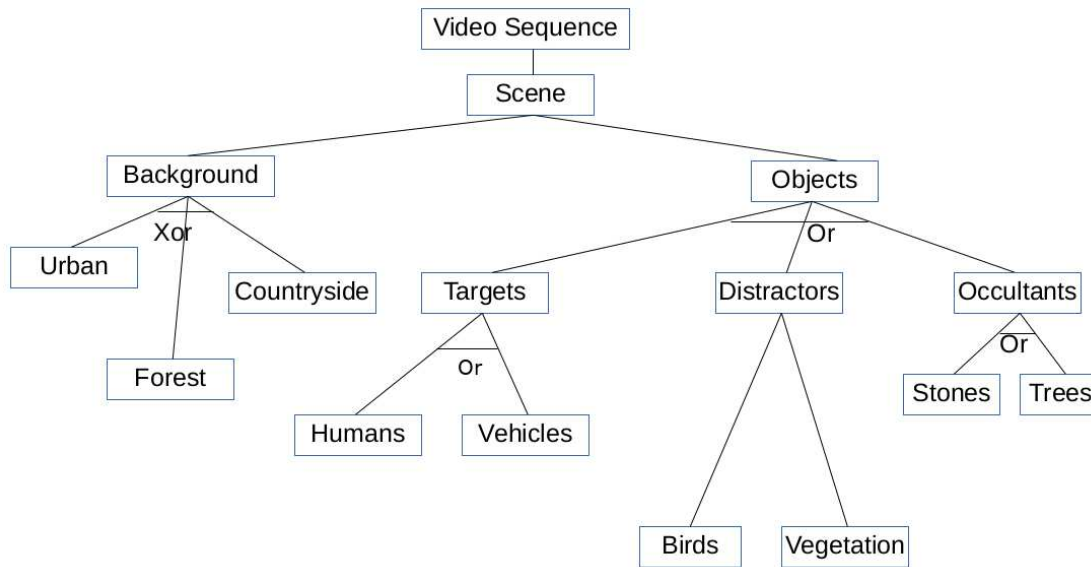 Video Sequence
Scene
Background
Objects
Xor
Or
Urban
Countryside
Targets
Distractors
Occultants
Forest
Or
Or
Stones
Trees
Humans
Vehicles
Birds
Vegetation